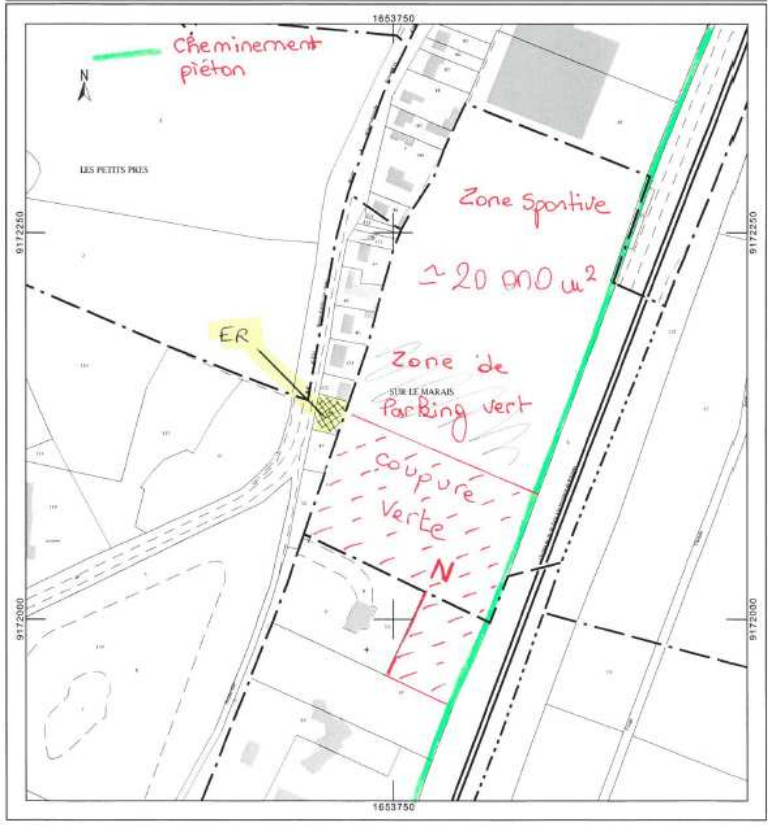 1653750
Cheminement
piéton
N
LES PETITS PRES
9172250
9172250
Zone Sportive
≃ 20 000 m²
ER
Zone de
SUR LE MARAIS
Parking vert
Coupure
Verte
N
9172000
9172000
1653750